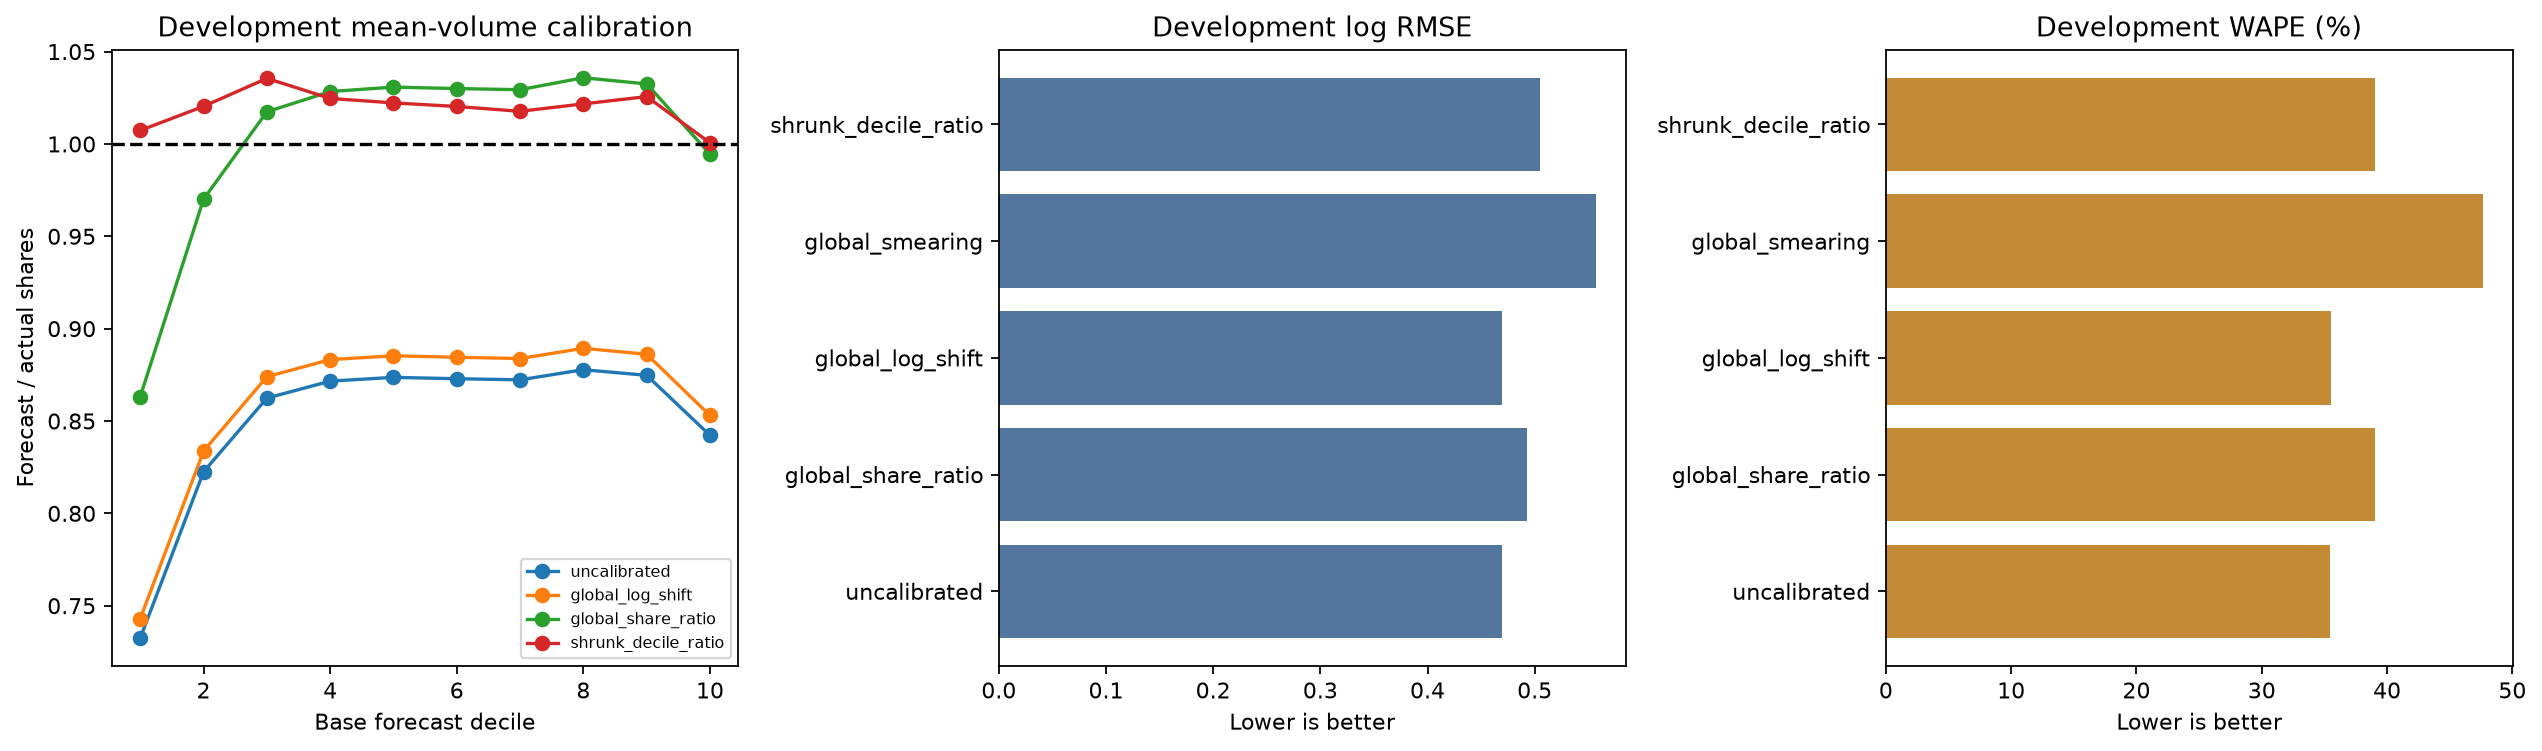 Development mean-volume calibration
Forecast / actual shares
1.05
1.00
0.95
0.90
0.85
0.80
0.75
uncalibrated
global_log_shift
global_share_ratio
shrunk_decile_ratio
2 4 6 8 10
Base forecast decile
Development log RMSE
shrunk_decile_ratio
global_smearing
global_log_shift
global_share_ratio
uncalibrated
0.0 0.1 0.2 0.3 0.4 0.5
Lower is better
Development WAPE (%)
shrunk_decile_ratio
global_smearing
global_log_shift
global_share_ratio
uncalibrated
0 10 20 30 40 50
Lower is better